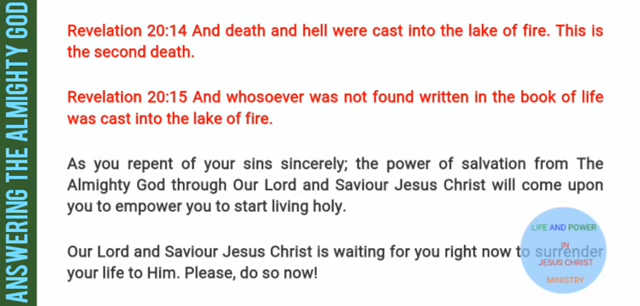 ANSWERING THE ALMIGHTY GOD
Revelation 20:14 And death and hell were cast into the lake of fire. This is
the second death.
Revelation 20:15 And whosoever was not found written in the book of life
was cast into the lake of fire.
As you repent of your sins sincerely; the power of salvation from The
Almighty God through Our Lord and Saviour Jesus Christ will come upon
you to empower you to start living holy.
Our Lord and Saviour Jesus Christ is waiting for you right now to surrender
your life to Him. Please, do so now!
LIFE AND POWER
IN
JESUS CHRIST
MINISTRY